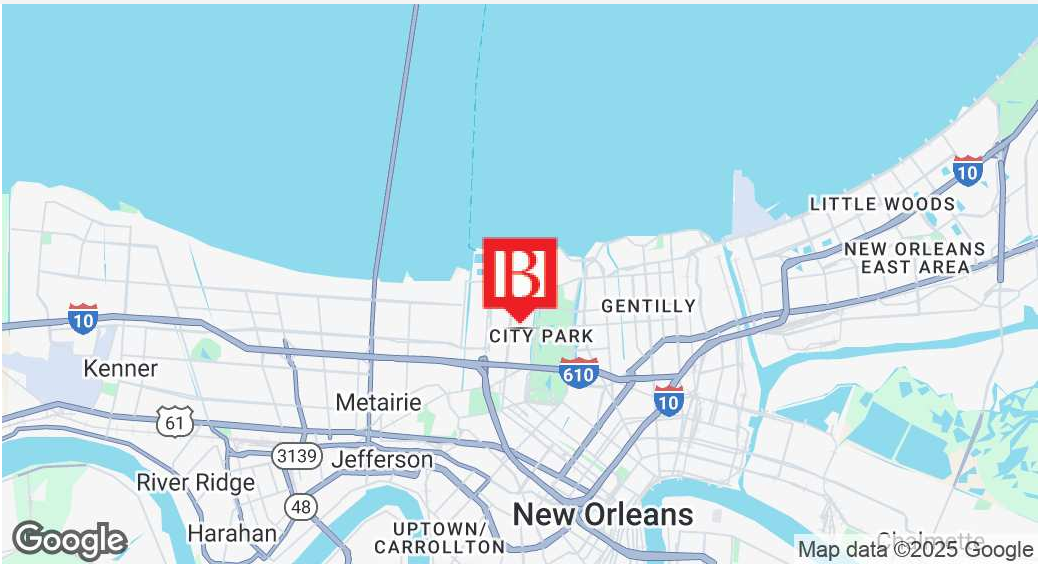 10
LITTLE WOODS
NEW ORLEANS
EAST AREA
B
GENTILLY
10
CITY PARK
Kenner
610
10
Metairie
61
3139
Jefferson
River Ridge
48
Harahan
New Orleans
UPTOWN/
CARROLLTON
Chalmette
Google
Map data ©2025 Google